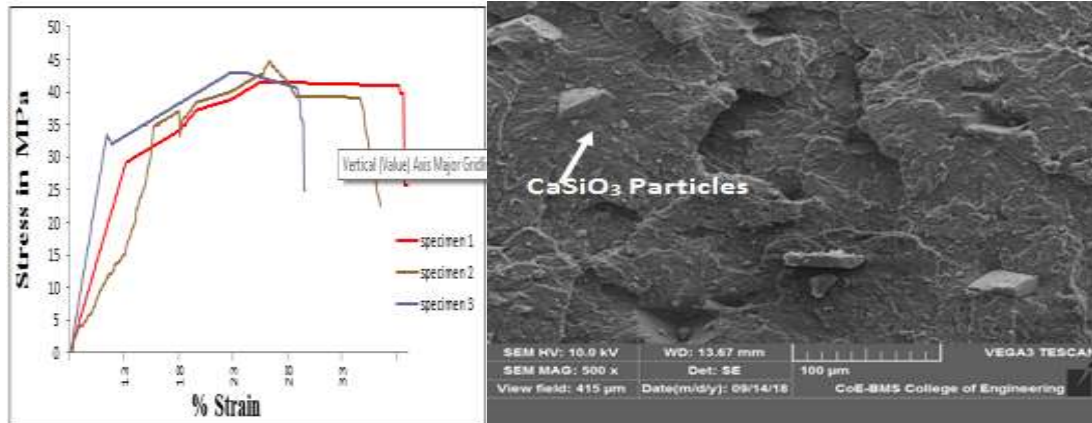 50
45
40
35
30
25
20
15
10
5
0
Stress in MPa
1.3
1.8
2.3
2.8
3.3
% Strain
Vertical (Value) Axis Major Gridli
specimen 1
specimen 2
specimen 3
CaSiO₃ Particles
SEM HV: 10.0 kV WD: 13.67 mm VEGA3 TESCAN
SEM MAG: 500 x Det: SE 100 µm
View field: 415 µm Date(m/d/y): 09/14/18 CoE-BMS College of Engineering